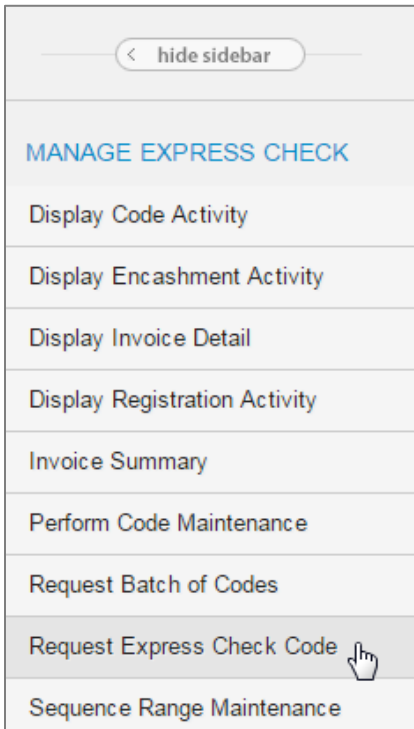 hide sidebar
MANAGE EXPRESS CHECK
Display Code Activity
Display Encashment Activity
Display Invoice Detail
Display Registration Activity
Invoice Summary
Perform Code Maintenance
Request Batch of Codes
Request Express Check Code
Sequence Range Maintenance